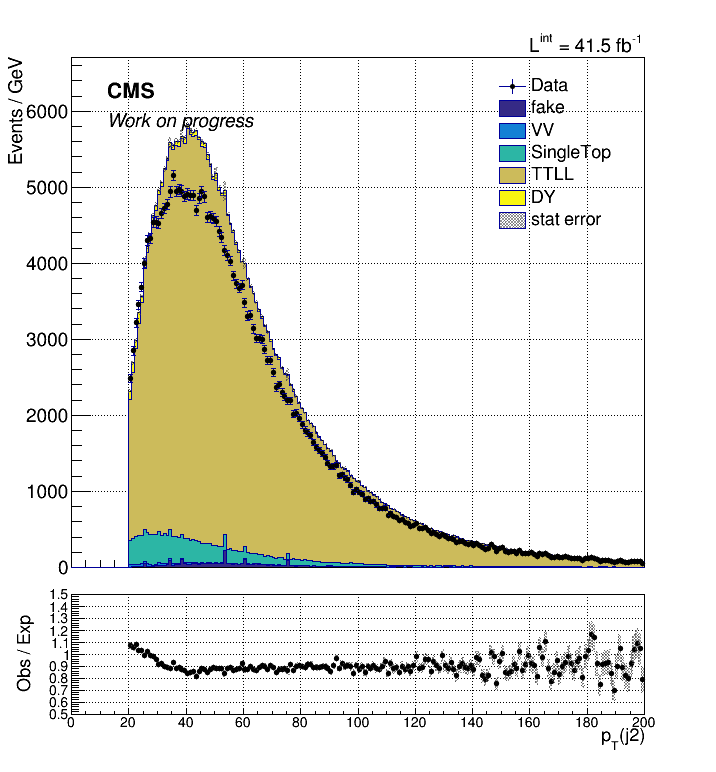 L^int = 41.5 fb^-1
Events / GeV
CMS
Work on progress
Data
fake
VV
SingleTop
TTLL
DY
stat error
6000
5000
4000
3000
2000
1000
0
Obs / Exp
1.5
1.4
1.3
1.2
1.1
1
0.9
0.8
0.7
0.6
0.5
0 20 40 60 80 100 120 140 160 180 200
p_T(j2)